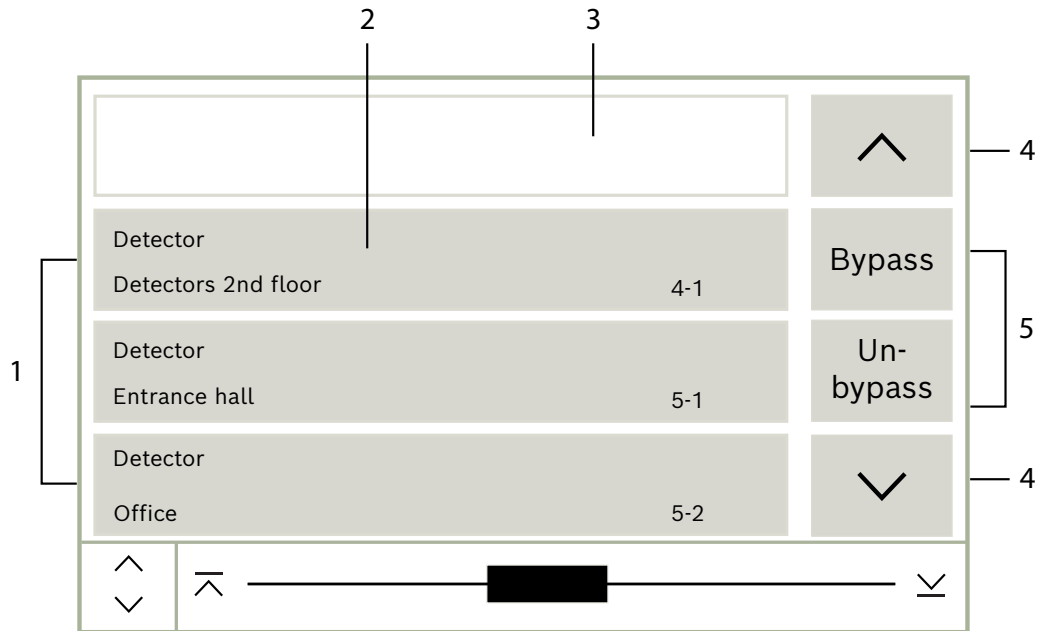 2
3
4
Detector
Detectors 2nd floor
4-1
Bypass
1
Detector
Entrance hall
5-1
Un-
bypass
5
Detector
Office
5-2
4